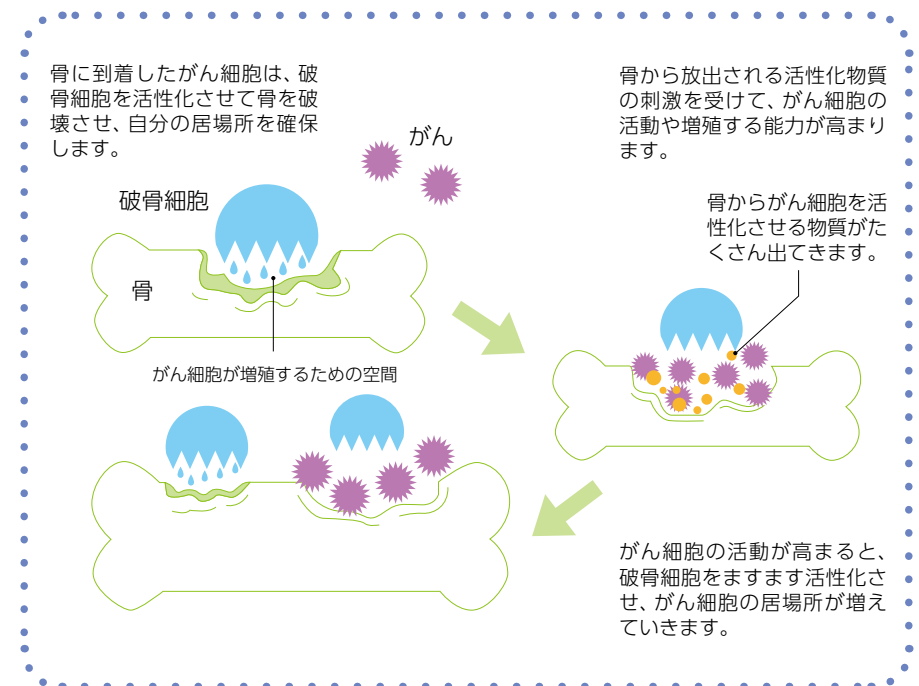 骨に到着したがん細胞は、破
骨細胞を活性化させて骨を破
壊させ、自分の居場所を確保
します。
がん
破骨細胞
骨
がん細胞が増殖するための空間
骨から放出される活性化物質
の刺激を受けて、がん細胞の
活動や増殖する能力が高まり
ます。
骨からがん細胞を活
性化させる物質がた
くさん出てきます。
がん細胞の活動が高まると、
破骨細胞をますます活性化さ
せ、がん細胞の居場所が増え
ていきます。